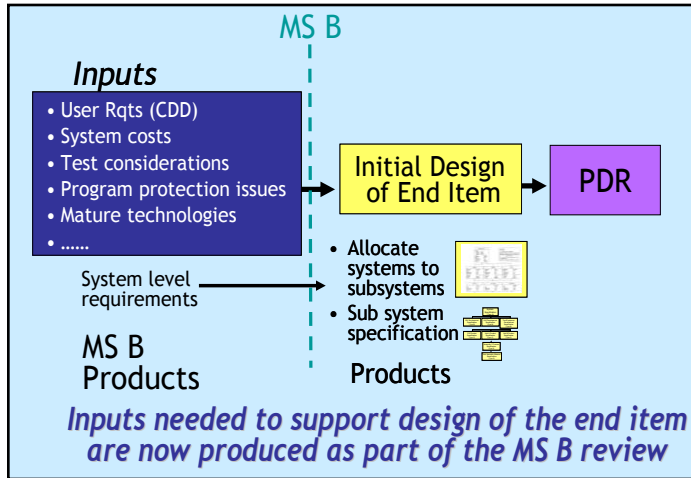 MS B
Inputs
• User Rqts (CDD)
• System costs
• Test considerations
• Program protection issues
• Mature technologies
• ......
Initial Design
of End Item
PDR
System level
requirements
• Allocate
systems to
subsystems
• Sub system
specification
MS B
Products
Products
Inputs needed to support design of the end item
are now produced as part of the MS B review